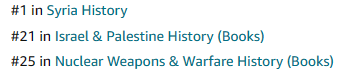 #1 in Syria History
#21 in Israel & Palestine History (Books)
#25 in Nuclear Weapons & Warfare History (Books)